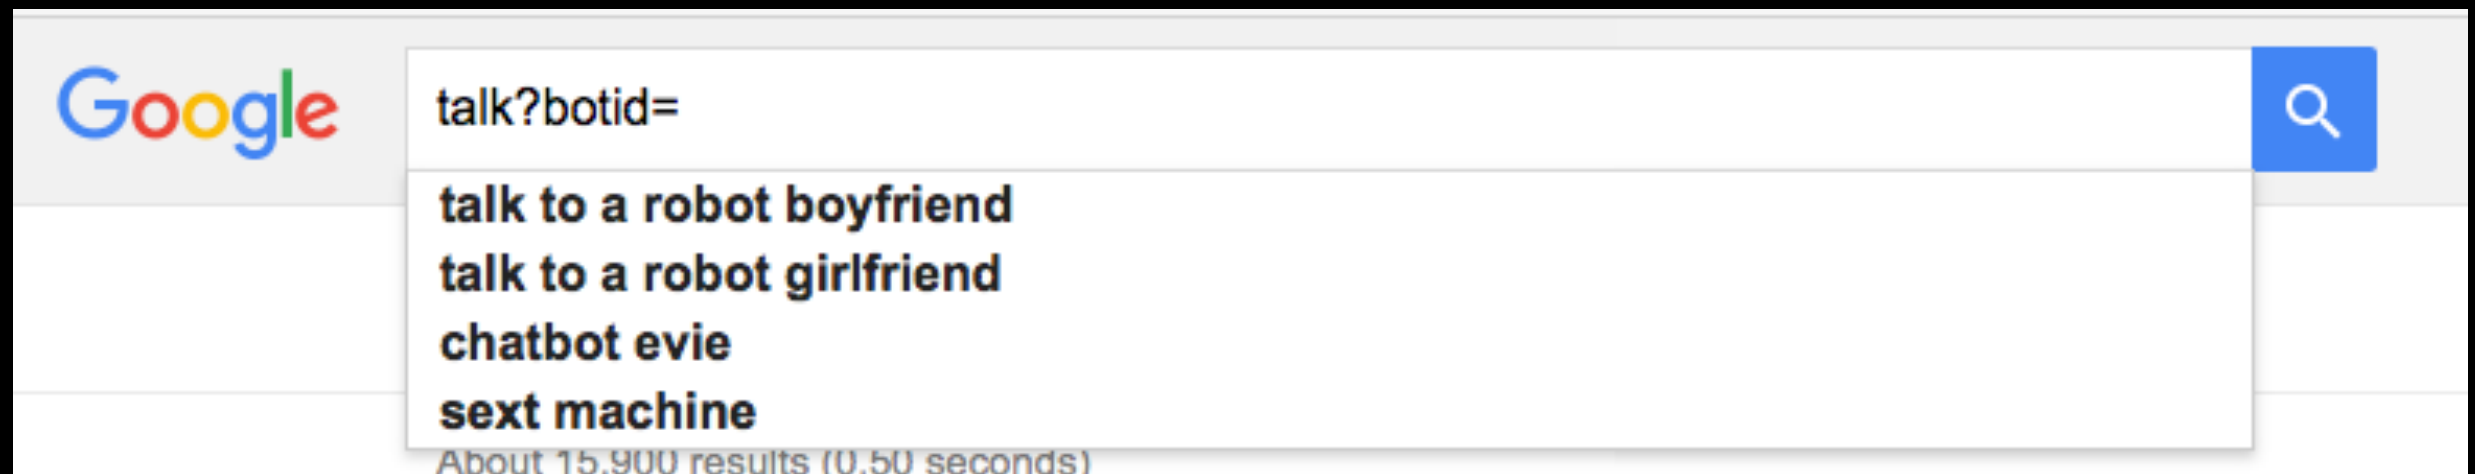 Google
talk?botid=
talk to a robot boyfriend
talk to a robot girlfriend
chatbot evie
sext machine
About 15,900 results (0.50 seconds)